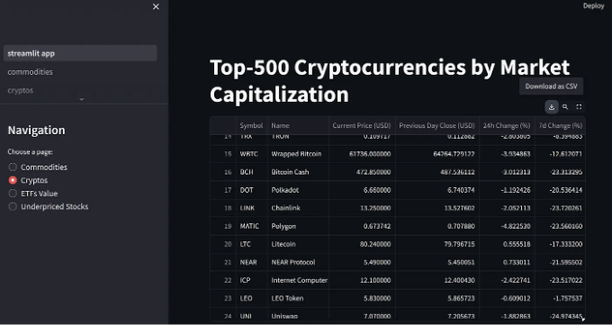 Deploy
streamlit app
commodities
cryptos
Navigation
Choose a page:
Commodities
Cryptos
ETFs Value
Underpriced Stocks
Top-500 Cryptocurrencies by Market
Capitalization
Download as CSV
Symbol Name Current Price (USD) Previous Day Close (USD) 24h Change (%) 7d Change (%)
14 TRX TRON 0.109717 0.112882 -2.803805
15 WBTC Wrapped Bitcoin 61736.000000 64264.729122 -3.934863 -12.612071
16 BCH Bitcoin Cash 472.850000 487.536112 -3.012313 -23.313295
17 DOT Polkadot 6.660000 6.740374 -1.192426 -20.536414
18 LINK Chainlink 13.250000 13.527602 -2.052113 -23.720261
19 MATIC Polygon 0.673742 0.707880 -4.822530 -23.560160
20 LTC Litecoin 80.240000 79.796715 0.555518 -17.333200
21 NEAR NEAR Protocol 5.490000 5.450051 0.733011 -21.595502
22 ICP Internet Computer 12.100000 12.400430 -2.422741 -23.517022
23 LEO LEO Token 5.830000 5.865723 -0.609012 -1.757537
24 UNI Uniswap 7.070000 7.205673 -1.882863 -24.974345